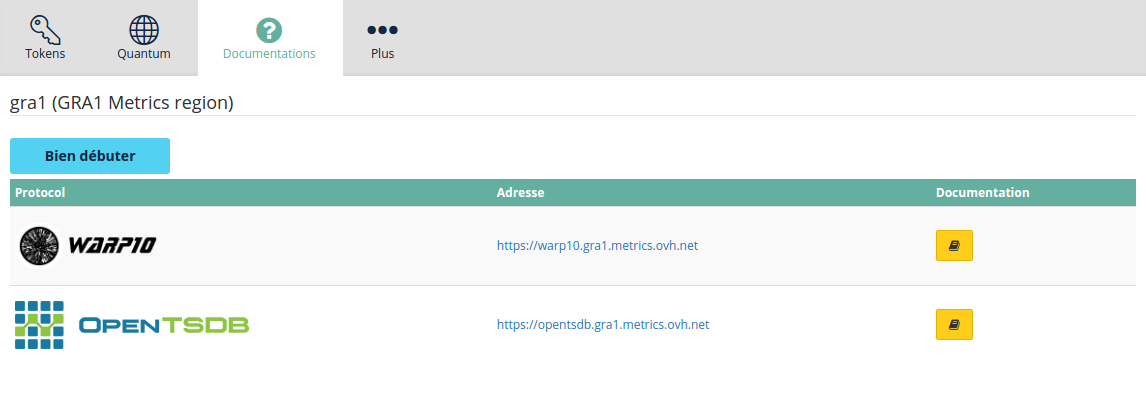 Tokens Quantum Documentations Plus
gra1 (GRA1 Metrics region)
Bien débuter
Protocol Adresse Documentation
WARP10 https://warp10.gra1.metrics.ovh.net
OPENTSDB https://opentsdb.gra1.metrics.ovh.net